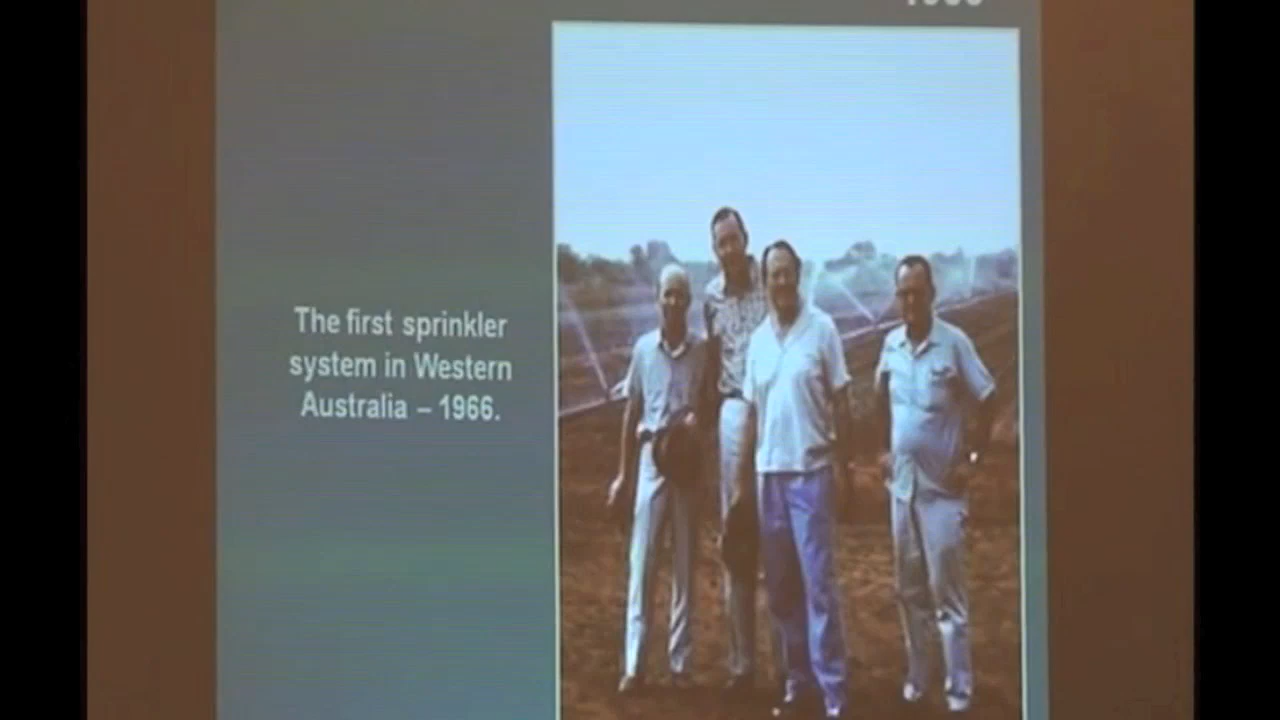 The first sprinkler
system in Western
Australia – 1966.